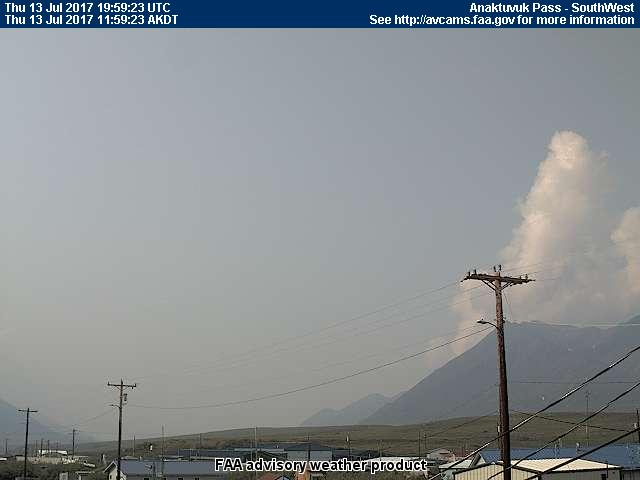 Thu 13 Jul 2017 19:59:23 UTC
Anaktuvuk Pass - SouthWest
Thu 13 Jul 2017 11:59:23 AKDT
See http://avcams.faa.gov for more information
FAA advisory weather product